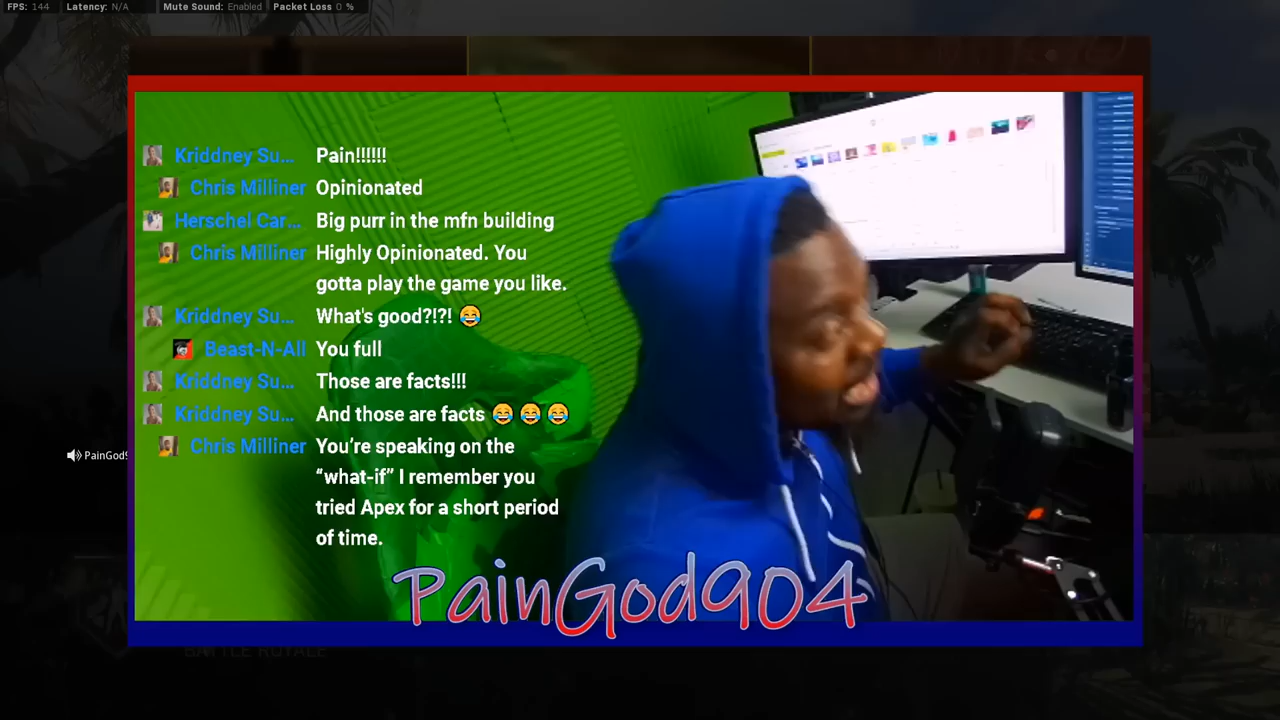 FPS: 144 Latency: N/A Mute Sound: Enabled Packet Loss 0 %
Kriddney Su... Pain!!!!!!
Chris Milliner Opinionated
Herschel Car... Big purr in the mfn building
Chris Milliner Highly Opinionated. You
gotta play the game you like.
Kriddney Su... What's good?!?! 😂
Beast-N-All You full
Kriddney Su... Those are facts!!!
Kriddney Su... And those are facts 😂 😂 😂
Chris Milliner You’re speaking on the
“what-if” I remember you
tried Apex for a short period
of time.
PainGod9
PainGod904
BATTLE ROYALE